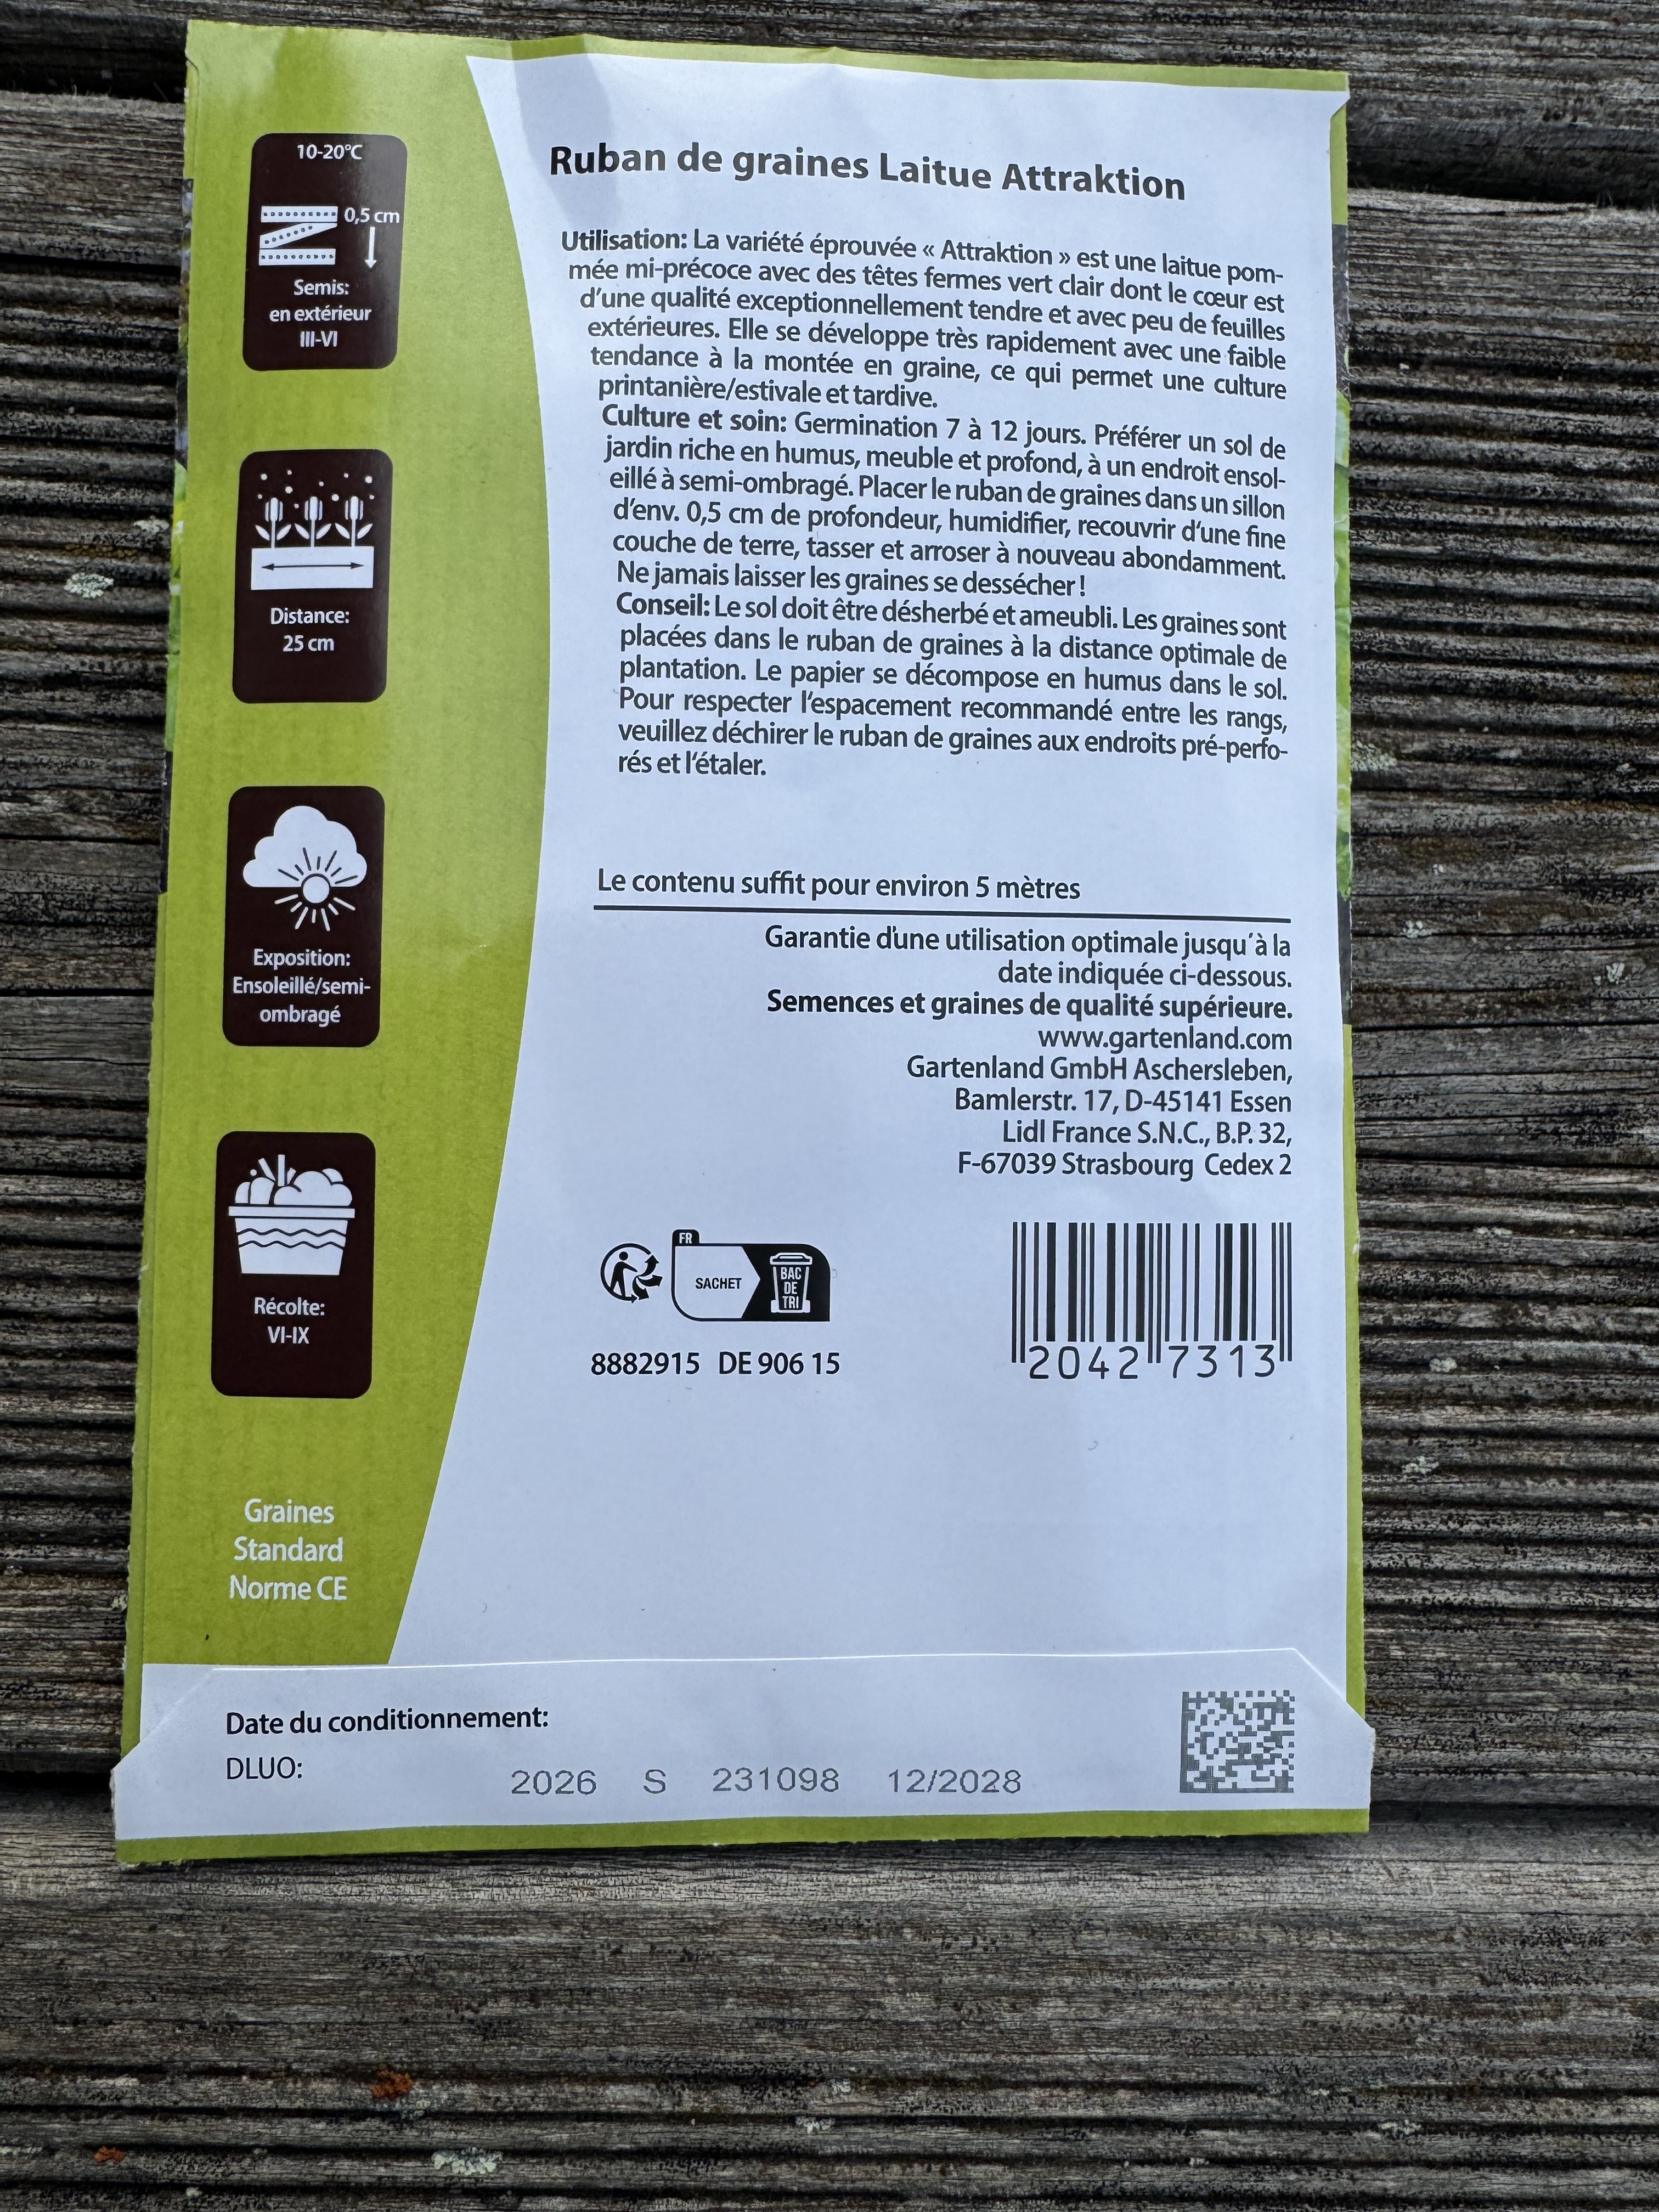 10-20°C
0,5 cm
Semis:
en extérieur
III-VI
Distance:
25 cm
Exposition:
Ensoleillé/semi-
ombragé
Récolte:
VI-IX
Graines
Standard
Norme CE
Ruban de graines Laitue Attraktion
Utilisation: La variété éprouvée « Attraktion » est une laitue pom-
mée mi-précoce avec des têtes fermes vert clair dont le cœur est
d'une qualité exceptionnellement tendre et avec peu de feuilles
extérieures. Elle se développe très rapidement avec une faible
tendance à la montée en graine, ce qui permet une culture
printanière/estivale et tardive.
Culture et soin: Germination 7 à 12 jours. Préférer un sol de
jardin riche en humus, meuble et profond, à un endroit ensol-
eillé à semi-ombragé. Placer le ruban de graines dans un sillon
d'env. 0,5 cm de profondeur, humidifier, recouvrir d'une fine
couche de terre, tasser et arroser à nouveau abondamment.
Ne jamais laisser les graines se dessécher !
Conseil: Le sol doit être désherbé et ameubli. Les graines sont
placées dans le ruban de graines à la distance optimale de
plantation. Le papier se décompose en humus dans le sol.
Pour respecter l'espacement recommandé entre les rangs,
veuillez déchirer le ruban de graines aux endroits pré-perfo-
rés et l'étaler.
Le contenu suffit pour environ 5 mètres
Garantie d'une utilisation optimale jusqu'à la
date indiquée ci-dessous.
Semences et graines de qualité supérieure.
www.gartenland.com
Gartenland GmbH Aschersleben,
Bamlerstr. 17, D-45141 Essen
Lidl France S.N.C., B.P. 32,
F-67039 Strasbourg Cedex 2
FR
SACHET
BAC
DE
TRI
8882915 DE 906 15
2042 7313
Date du conditionnement:
DLUO:
2026 S 231098 12/2028